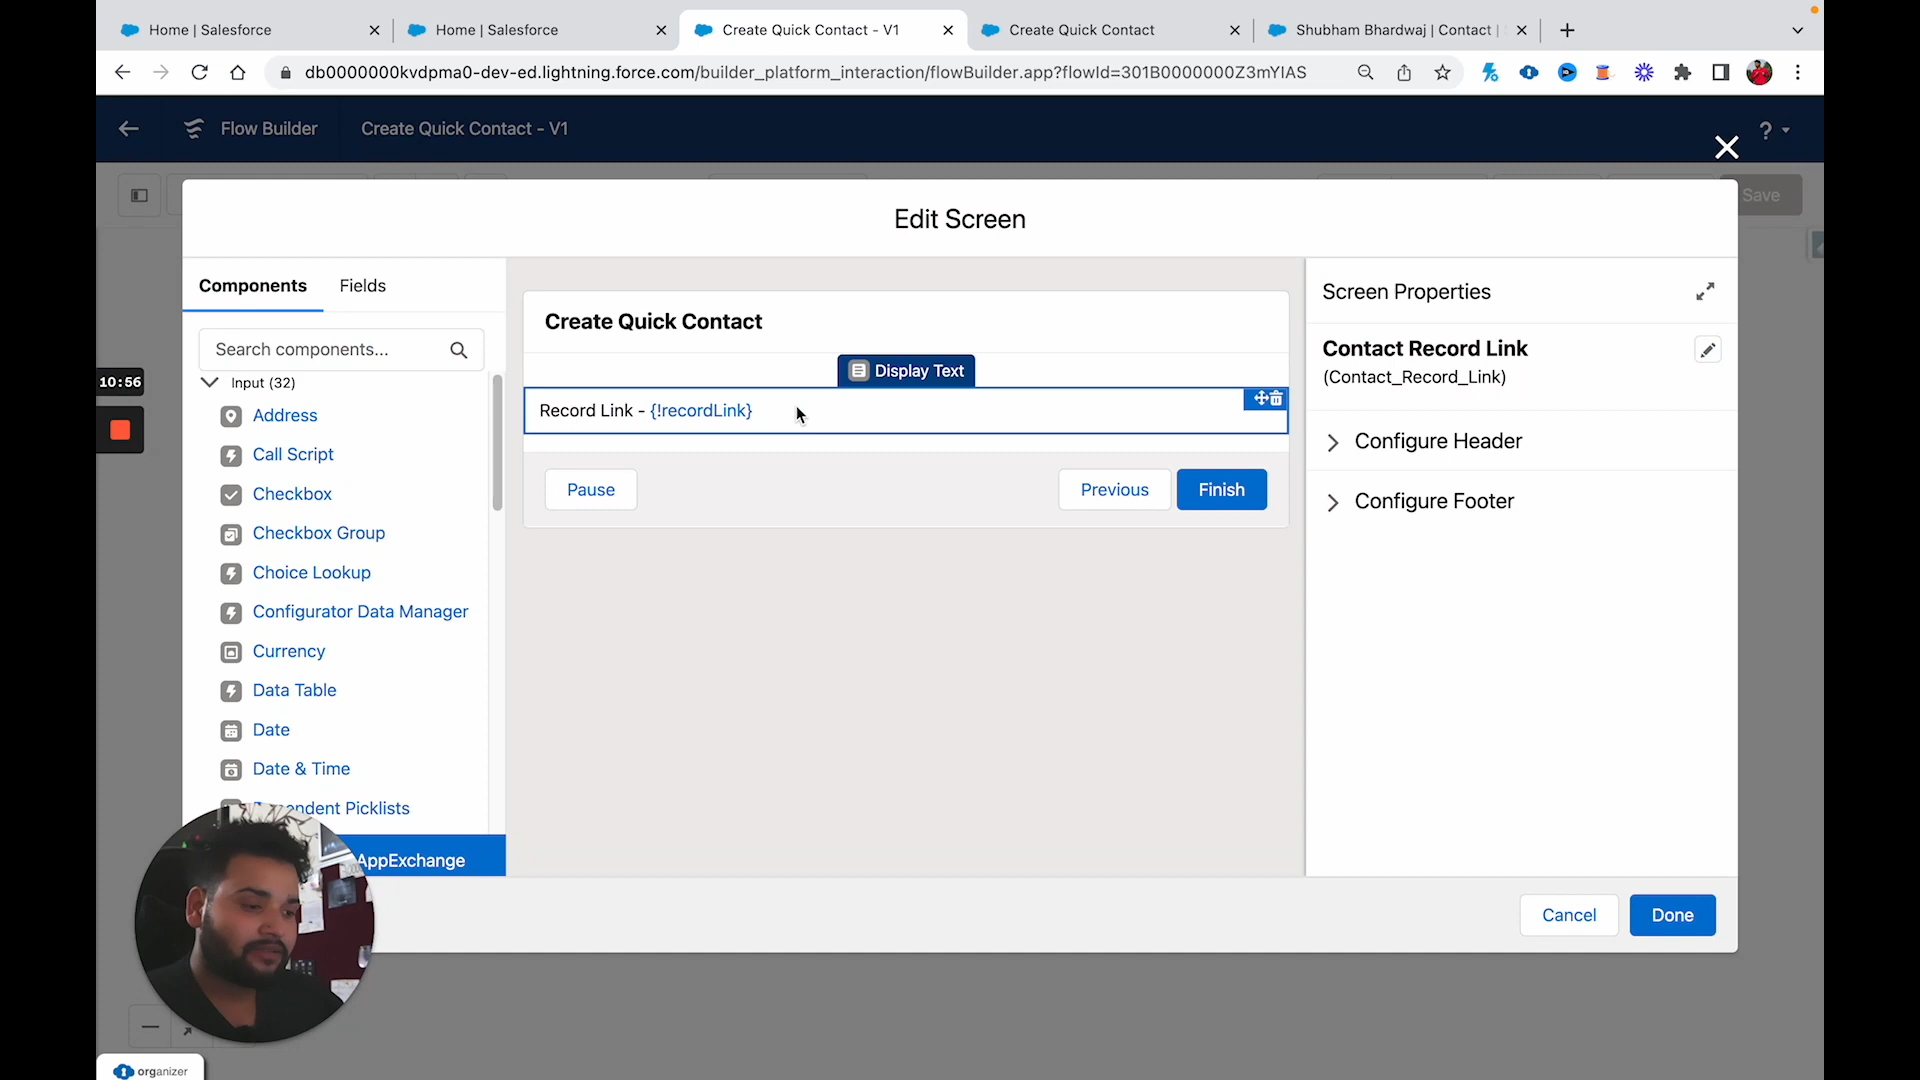 Home | Salesforce
Home | Salesforce
Create Quick Contact - V1
Create Quick Contact
Shubham Bhardwaj | Contact |
db0000000kvdpma0-dev-ed.lightning.force.com/builder_platform_interaction/flowBuilder.app?flowId=301B0000000Z3mYIAS
Flow Builder
Create Quick Contact - V1
?
Save
Edit Screen
Components
Fields
Search components...
Input (32)
Address
Call Script
Checkbox
Checkbox Group
Choice Lookup
Configurator Data Manager
Currency
Data Table
Date
Date & Time
Picklists
AppExchange
10:56
Create Quick Contact
Display Text
Record Link - {!recordLink}
Pause
Previous
Finish
Screen Properties
Contact Record Link
(Contact_Record_Link)
Configure Header
Configure Footer
Cancel
Done
organizer